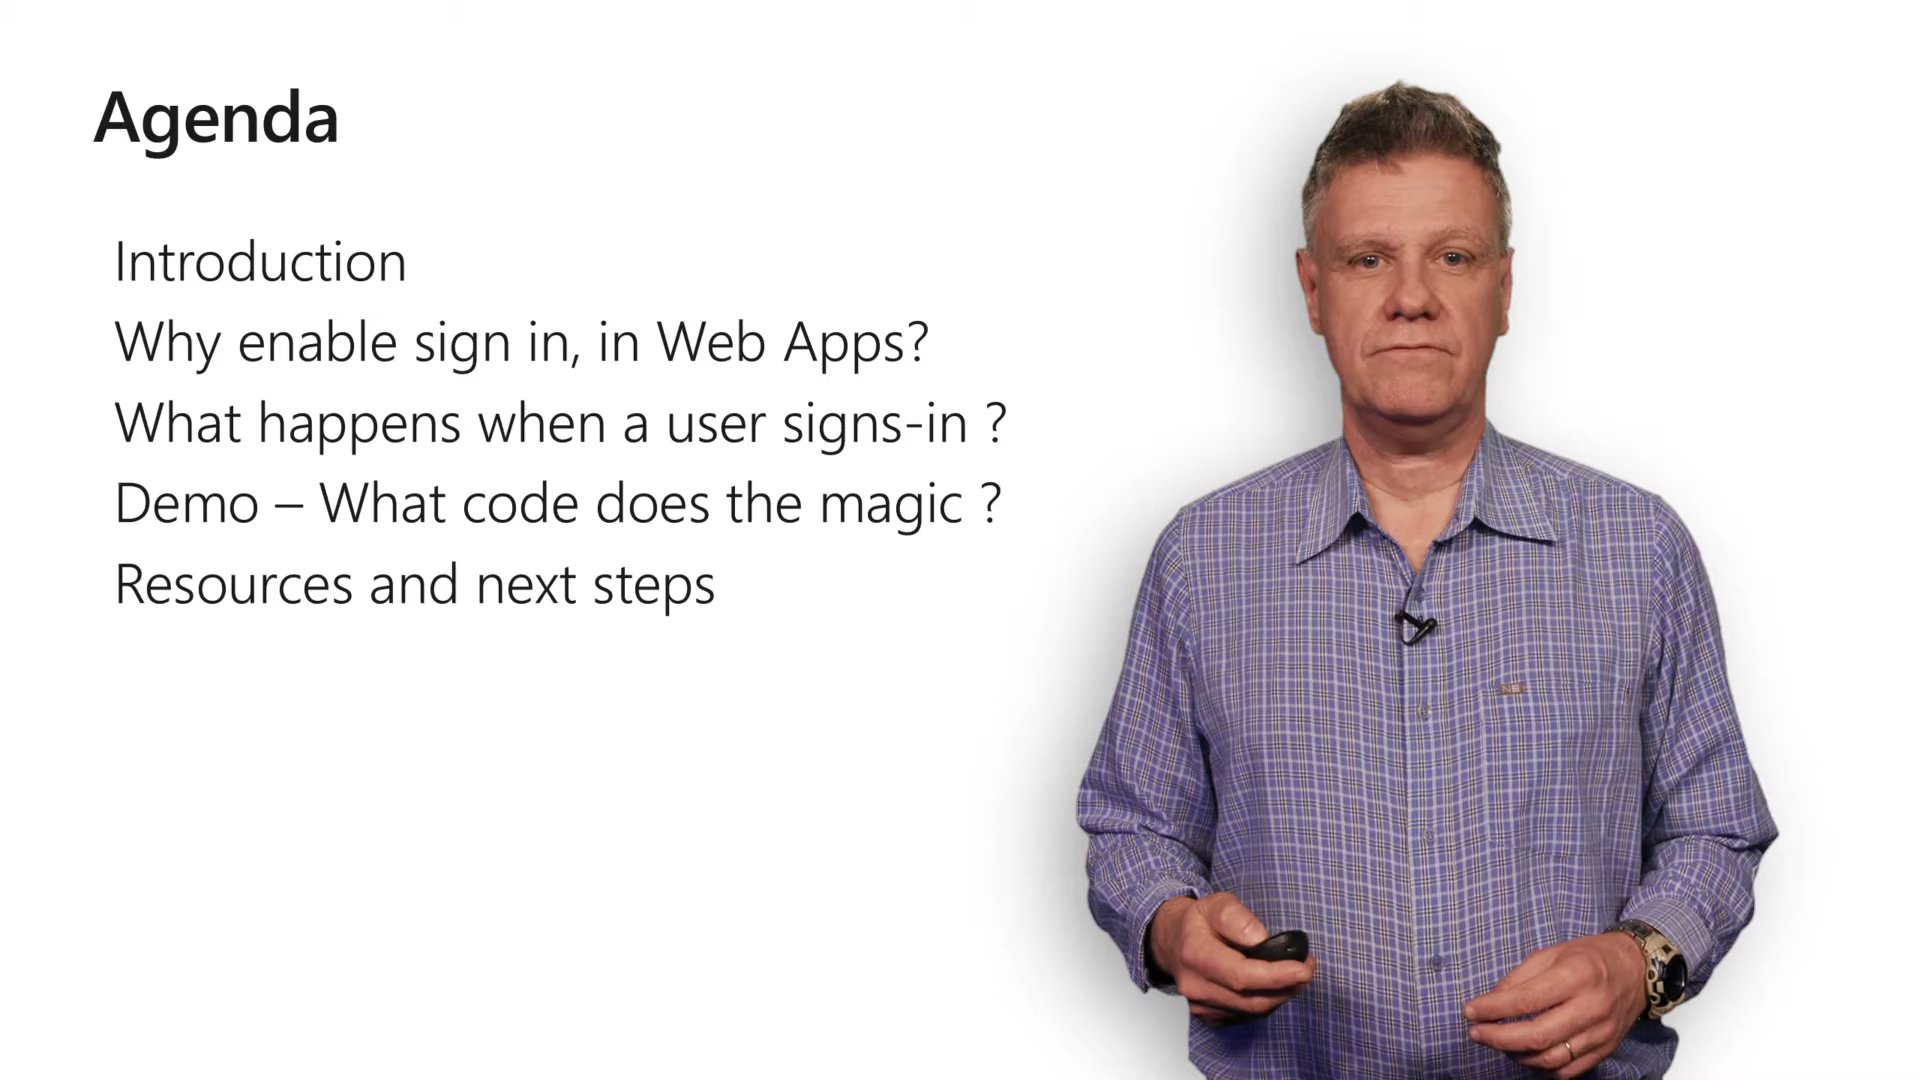 Agenda
Introduction
Why enable sign in, in Web Apps?
What happens when a user signs-in ?
Demo – What code does the magic ?
Resources and next steps